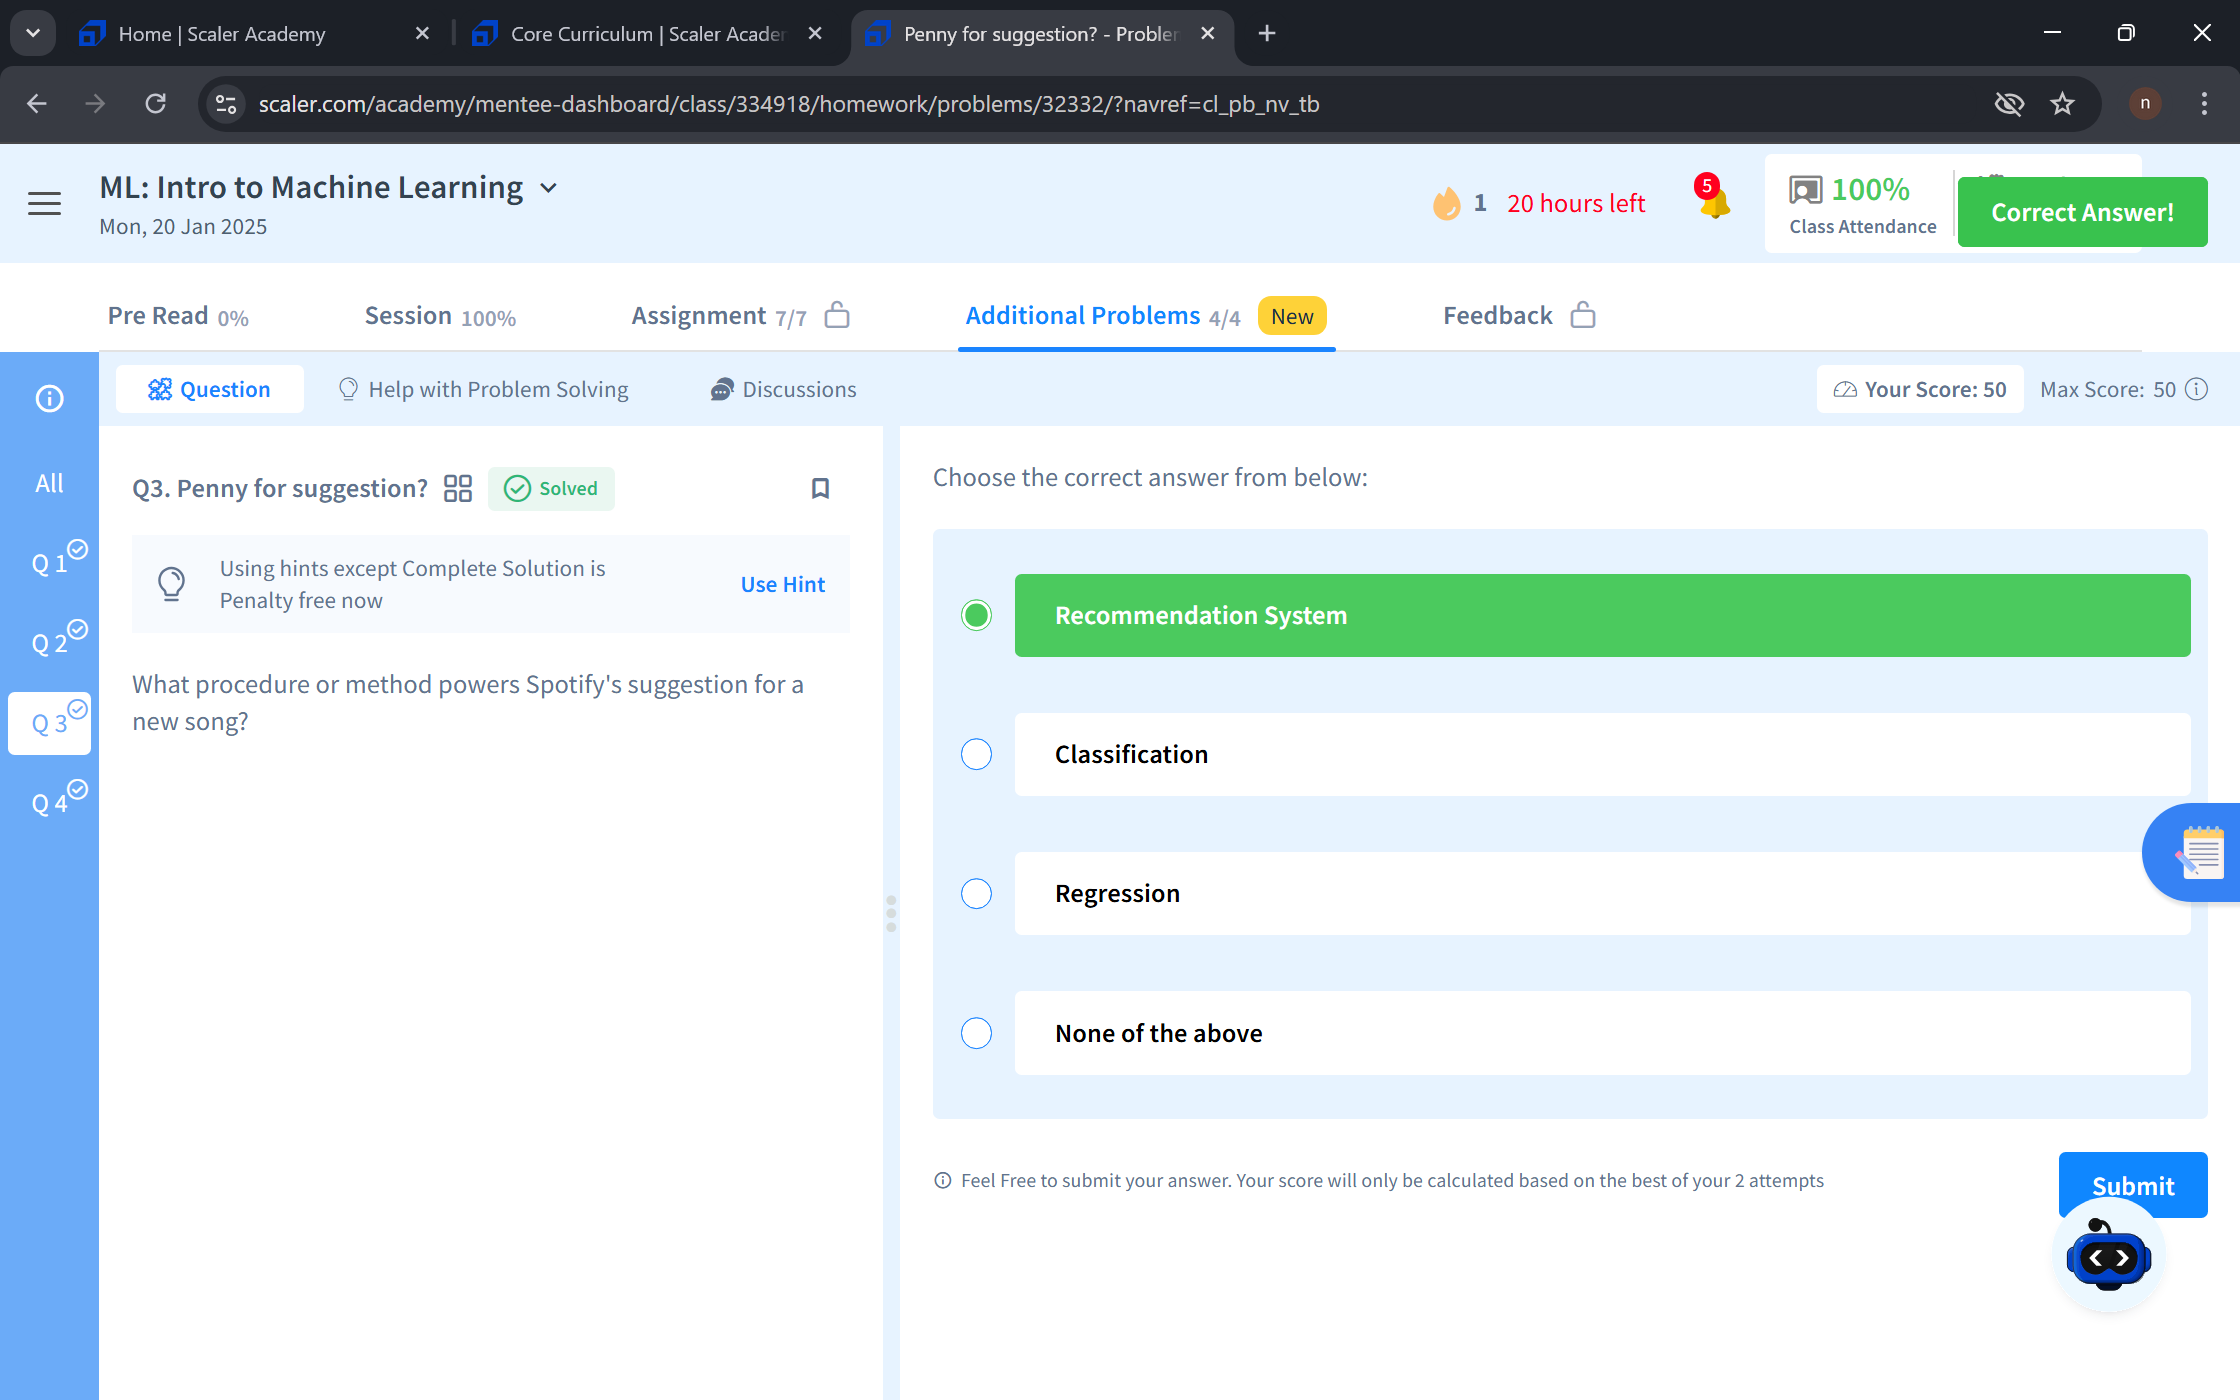 Home | Scaler Academy
Core Curriculum | Scaler Acader
Penny for suggestion? - Probler
scaler.com/academy/mentee-dashboard/class/334918/homework/problems/32332/?navref=cl_pb_nv_tb
n
ML: Intro to Machine Learning
Mon, 20 Jan 2025
1
20 hours left
5
100%
Class Attendance
Correct Answer!
Pre Read 0%
Session 100%
Assignment 7/7
Additional Problems 4/4
New
Feedback
Question
Help with Problem Solving
Discussions
Your Score: 50
Max Score: 50
All
Q 1
Q 2
Q 3
Q 4
Q3. Penny for suggestion?
Solved
Using hints except Complete Solution is
Penalty free now
Use Hint
What procedure or method powers Spotify's suggestion for a
new song?
Choose the correct answer from below:
Recommendation System
Classification
Regression
None of the above
Feel Free to submit your answer. Your score will only be calculated based on the best of your 2 attempts
Submit